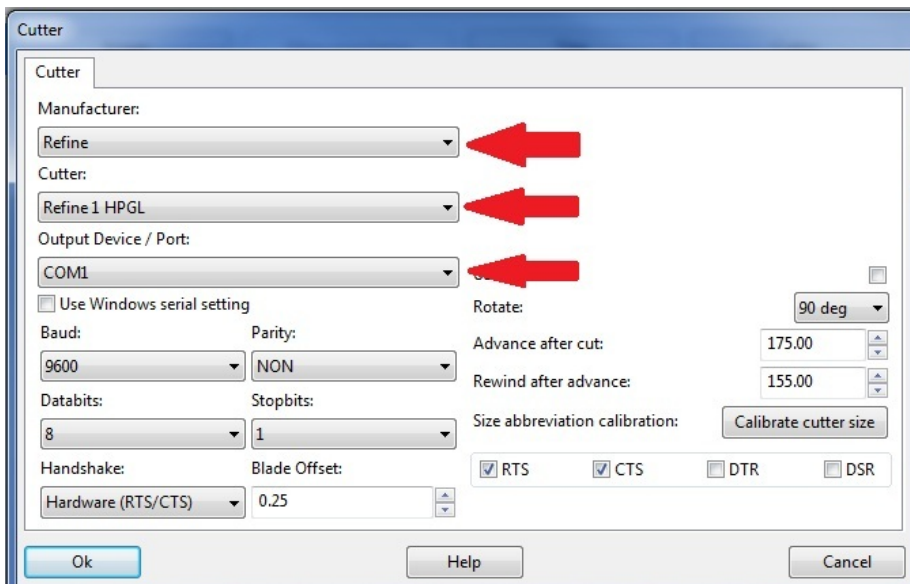 Cutter
Cutter
Manufacturer:
Refine
Cutter:
Refine 1 HPGL
Output Device / Port:
COM1
Use Windows serial setting
Rotate:
90 deg
Baud:
Parity:
Advance after cut:
175.00
9600
NON
Rewind after advance:
155.00
Databits:
Stopbits:
Size abbreviation calibration:
Calibrate cutter size
8
1
Handshake:
Blade Offset:
RTS
CTS
DTR
DSR
Hardware (RTS/CTS)
0.25
Ok
Help
Cancel